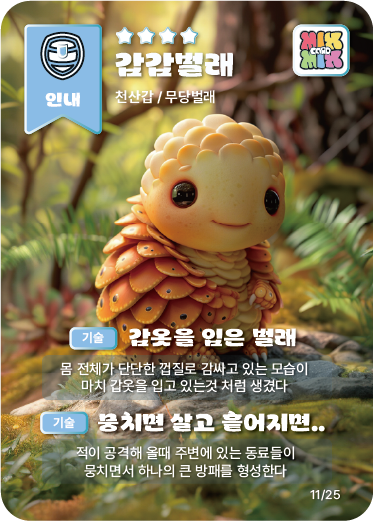 인내
갑갑벌래
천산갑 / 무당벌래
MIX
CARD
MIX
기술
갑옷을 입은 벌래
몸 전체가 단단한 껍질로 감싸고 있는 모습이
마치 갑옷을 입고 있는것 처럼 생겼다
기술
뭉치면 살고 흩어지면..
적이 공격해 올때 주변에 있는 동료들이
뭉치면서 하나의 큰 방패를 형성한다
11/25